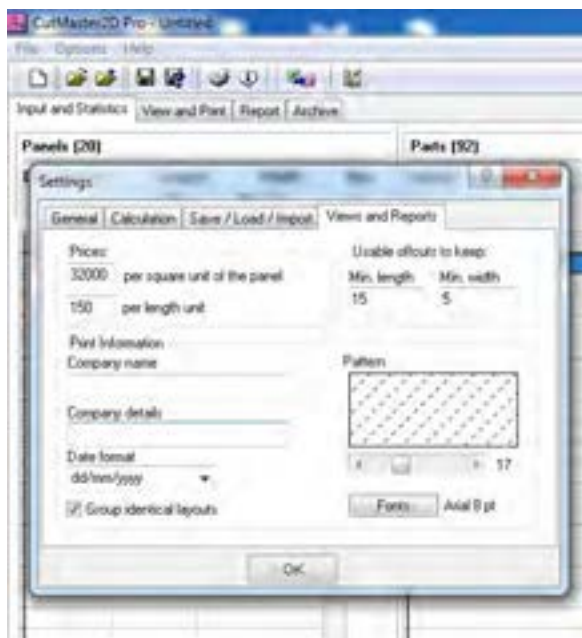 CutMaster2D Pro - Untitled
File Options Help
Input and Statistics View and Print Report Archive
Panels (20) Parts (92)
Settings
General Calculation Save / Load / Import Views and Reports
Prices: Usable offcuts to keep:
32000 per square unit of the panel Min. length Min. width
150 per length unit 15 5
Print Information
Company name Pattern
Company details
Date format
dd/mm/yyyy 17
Group identical layouts Fonts Arial 8 pt
OK